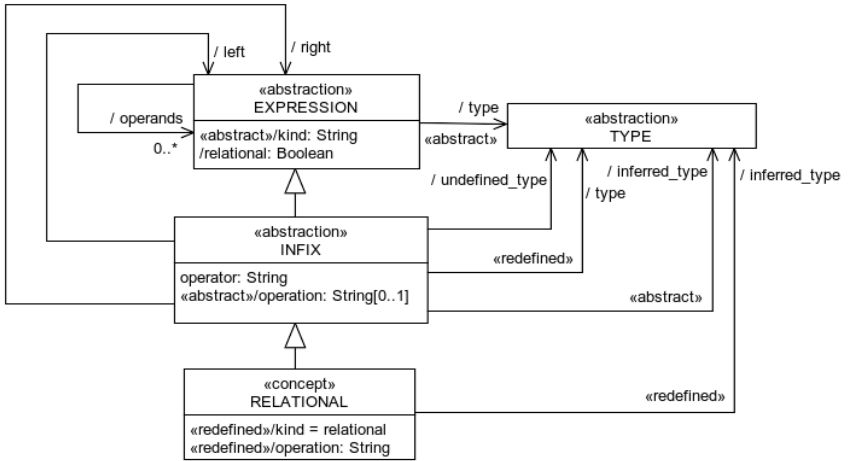 / left
/ right
«abstraction»
EXPRESSION
«abstract»/kind: String
/relational: Boolean
/ operands
0..*
/ type
«abstract»
«abstraction»
TYPE
/ undefined_type
/ type
/ inferred_type
/ inferred_type
«abstraction»
INFIX
operator: String
«abstract»/operation: String[0..1]
«redefined»
«abstract»
«concept»
RELATIONAL
«redefined»/kind = relational
«redefined»/operation: String
«redefined»